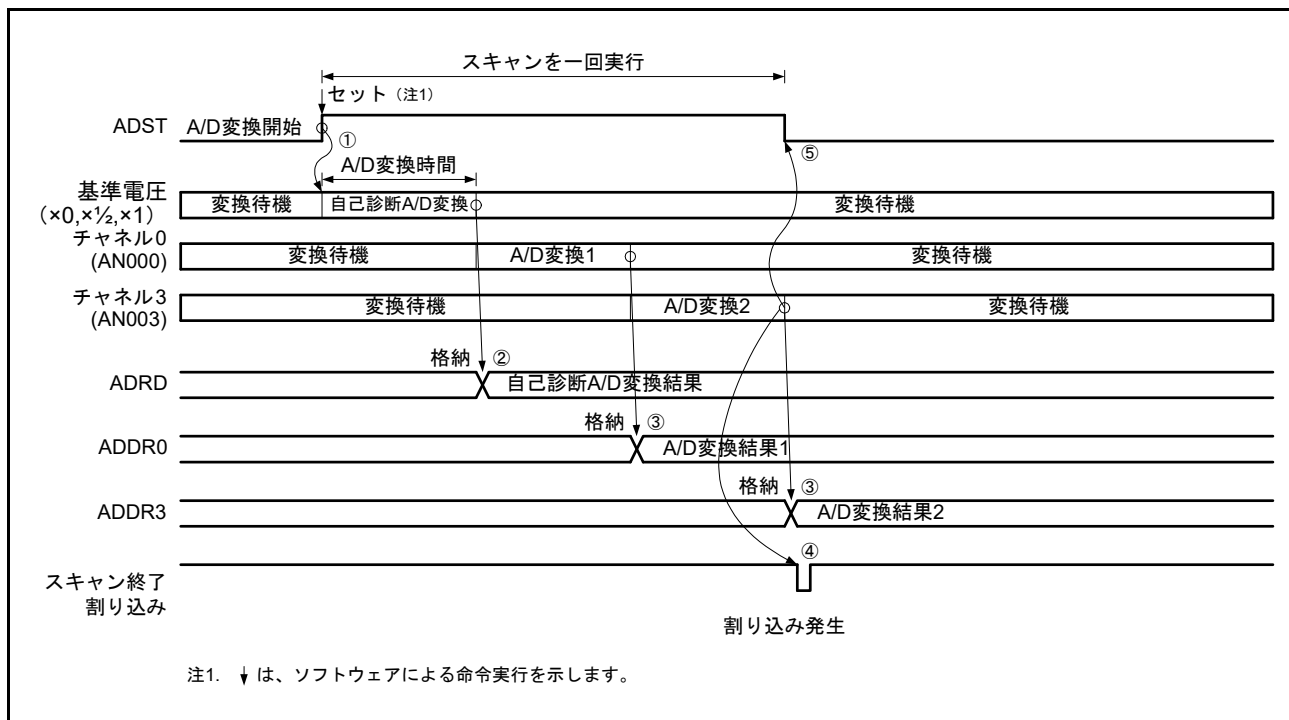 スキャンを一回実行
セット（注1）
ADST
A/D変換開始
①
⑤
A/D変換時間
基準電圧
（×0,×½,×1）
変換待機
自己診断A/D変換
変換待機
チャネル0
(AN000)
変換待機
A/D変換1
変換待機
チャネル3
(AN003)
変換待機
A/D変換2
変換待機
格納 ②
ADRD
自己診断A/D変換結果
格納 ③
ADDR0
A/D変換結果1
格納 ③
ADDR3
A/D変換結果2
④
スキャン終了
割り込み
割り込み発生
注1. ↓は、ソフトウェアによる命令実行を示します。